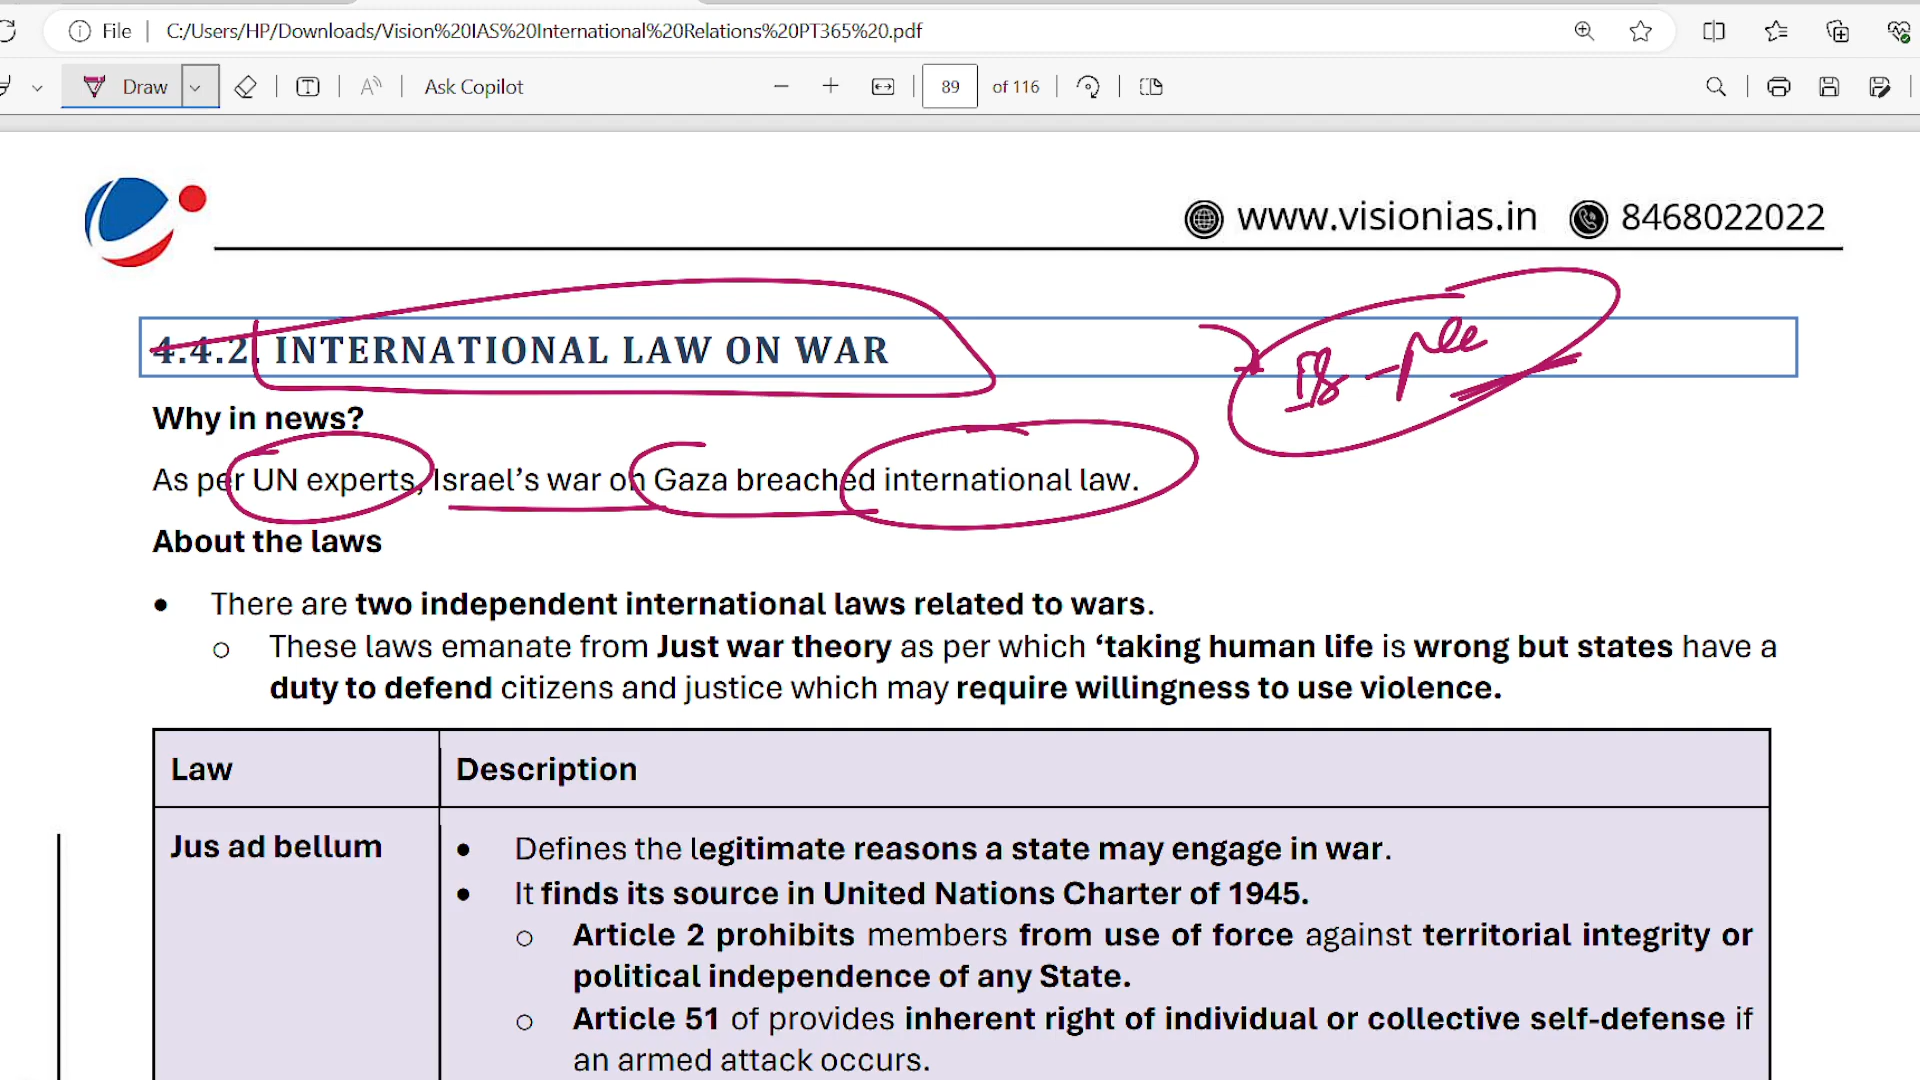 File C:/Users/HP/Downloads/Vision%20IAS%20International%20Relations%20PT365%20.pdf
Draw Ask Copilot 89 of 116
www.visionias.in 8468022022
4.4.2. INTERNATIONAL LAW ON WAR
Why in news?
As per UN experts, Israel's war on Gaza breached international law.
About the laws
• There are two independent international laws related to wars.
o These laws emanate from Just war theory as per which ‘taking human life is wrong but states have a
duty to defend citizens and justice which may require willingness to use violence.
Law Description
Jus ad bellum • Defines the legitimate reasons a state may engage in war.
• It finds its source in United Nations Charter of 1945.
o Article 2 prohibits members from use of force against territorial integrity or
political independence of any State.
o Article 51 of provides inherent right of individual or collective self-defense if
an armed attack occurs.